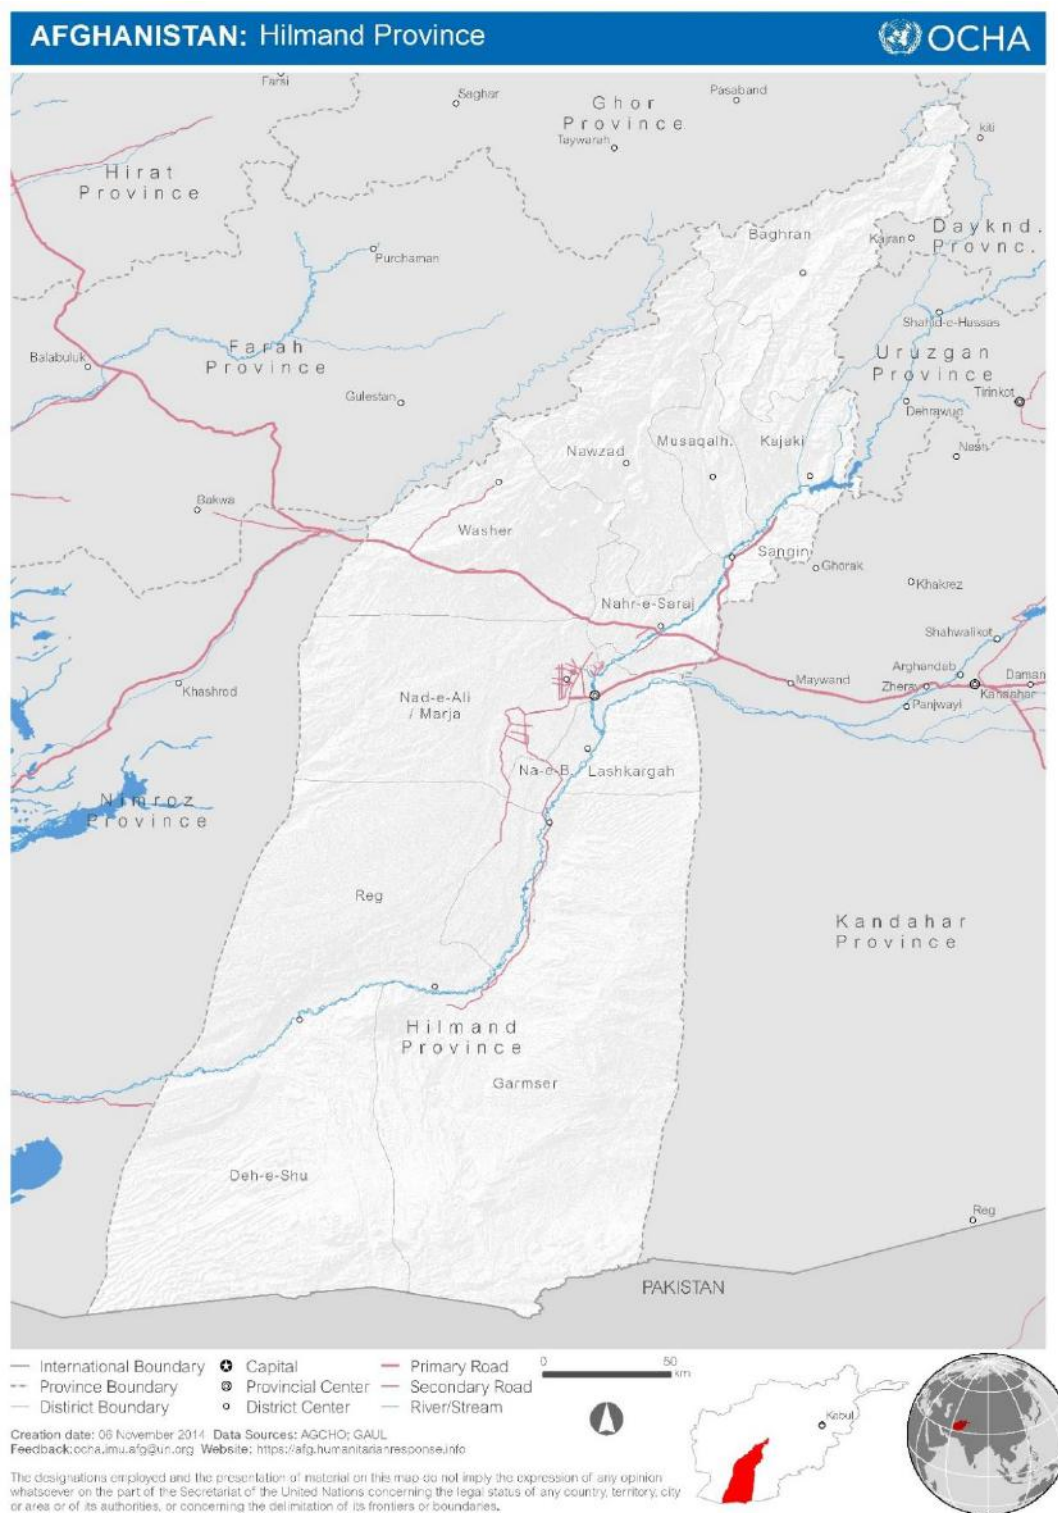 AFGHANISTAN: Hilmand Province
OCHA
Farsi
Saghar
Pasaband
Ghor
Province
Taywarah
kiti
Hirat
Province
Baghran
Kajran
Dayknd.
Provnc.
Purchaman
Shahid-e-Hassas
Farah
Province
Balabuluk
Uruzgan
Province
Tirinkot
Gulestan
Dehrawud
Nawzad
Musaqalh.
Kajaki
Nesh
Bakwa
Washer
Sangin
Ghorak
Khakrez
Nahr-e-Saraj
Shahwalikot
Arghandab
Daman
Khashrod
Maywand
Zheray
Kandahar
Nad-e-Ali
/ Marja
Panjwayi
Na-e-B.
Lashkargah
Nimroz
Province
Reg
Kandahar
Province
Hilmand
Province
Garmser
Deh-e-Shu
Reg
PAKISTAN
International Boundary
Province Boundary
Distirict Boundary
Capital
Provincial Center
District Center
Primary Road
Secondary Road
River/Stream
0 50
km
Kabul
Creation date: 06 November 2014 Data Sources: AGCHO; GAUL
Feedback: ocha.imu.afg@un.org Website: https://afg.humanitarianresponse.info
The designations employed and the presentation of material on this map do not imply the expression of any opinion
whatsoever on the part of the Secretariat of the United Nations concerning the legal status of any country, territory, city
or area or of its authorities, or concerning the delimitation of its frontiers or boundaries.